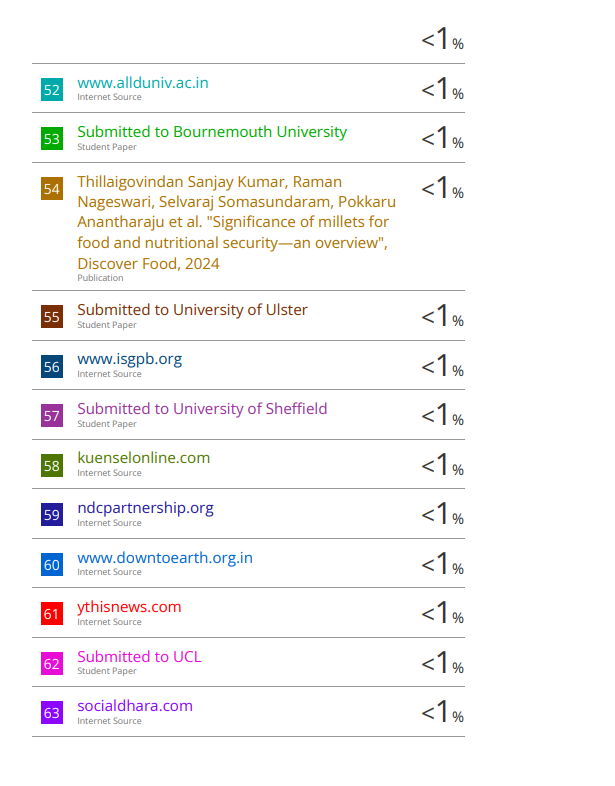 <1%
52 www.allduniv.ac.in <1%
Internet Source
53 Submitted to Bournemouth University <1%
Student Paper
54 Thillaigovindan Sanjay Kumar, Raman <1%
Nageswari, Selvaraj Somasundaram, Pokkaru
Anantharaju et al. "Significance of millets for
food and nutritional security—an overview",
Discover Food, 2024
Publication
55 Submitted to University of Ulster <1%
Student Paper
56 www.isgpb.org <1%
Internet Source
57 Submitted to University of Sheffield <1%
Student Paper
58 kuenselonline.com <1%
Internet Source
59 ndcpartnership.org <1%
Internet Source
60 www.downtoearth.org.in <1%
Internet Source
61 ythisnews.com <1%
Internet Source
62 Submitted to UCL <1%
Student Paper
63 socialdhara.com <1%
Internet Source